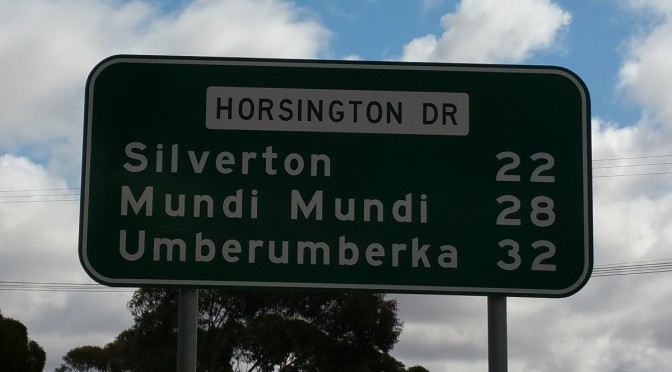 HORSINGTON DR
Silverton 22
Mundi Mundi 28
Umberumberka 32